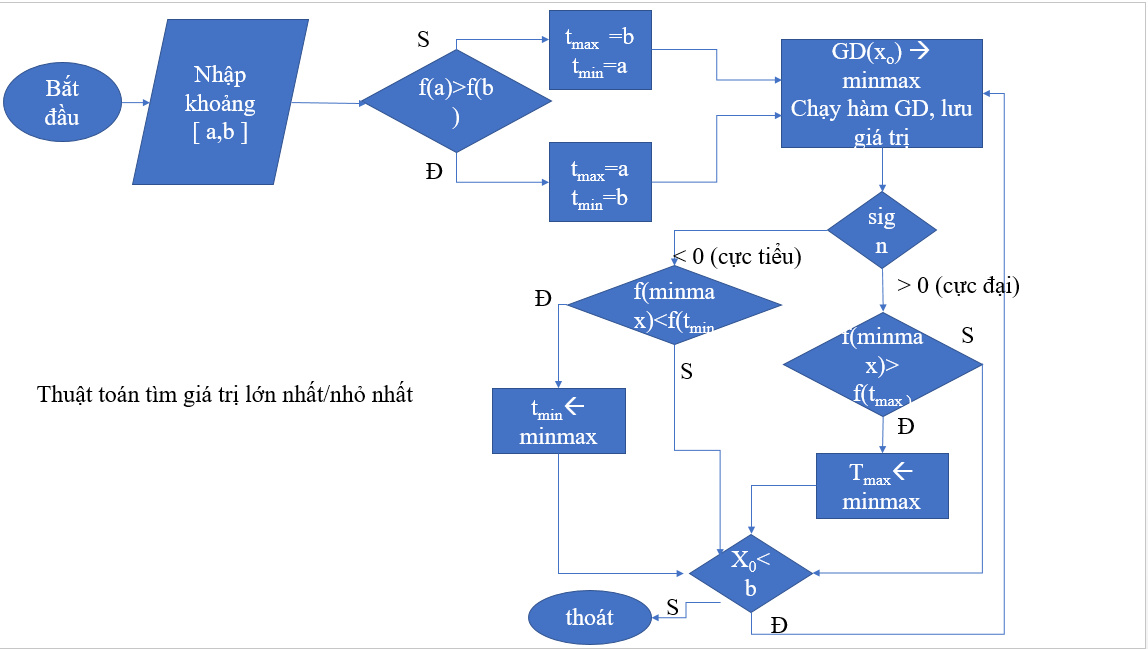 Bắt
đầu
Nhập
khoảng
[ a,b ]
f(a)>f(b
)
S
Đ
tmax =b
tmin=a
tmax=a
tmin=b
GD(xo) →
minmax
Chạy hàm GD, lưu
giá trị
sig
n
< 0 (cực tiểu)
> 0 (cực đại)
Đ
f(minma
x)<f(tmin
S
f(minma
x)>
f(tmax)
S
Đ
Thuật toán tìm giá trị lớn nhất/nhỏ nhất
tmin←
minmax
Tmax←
minmax
X0<
b
S
Đ
thoát